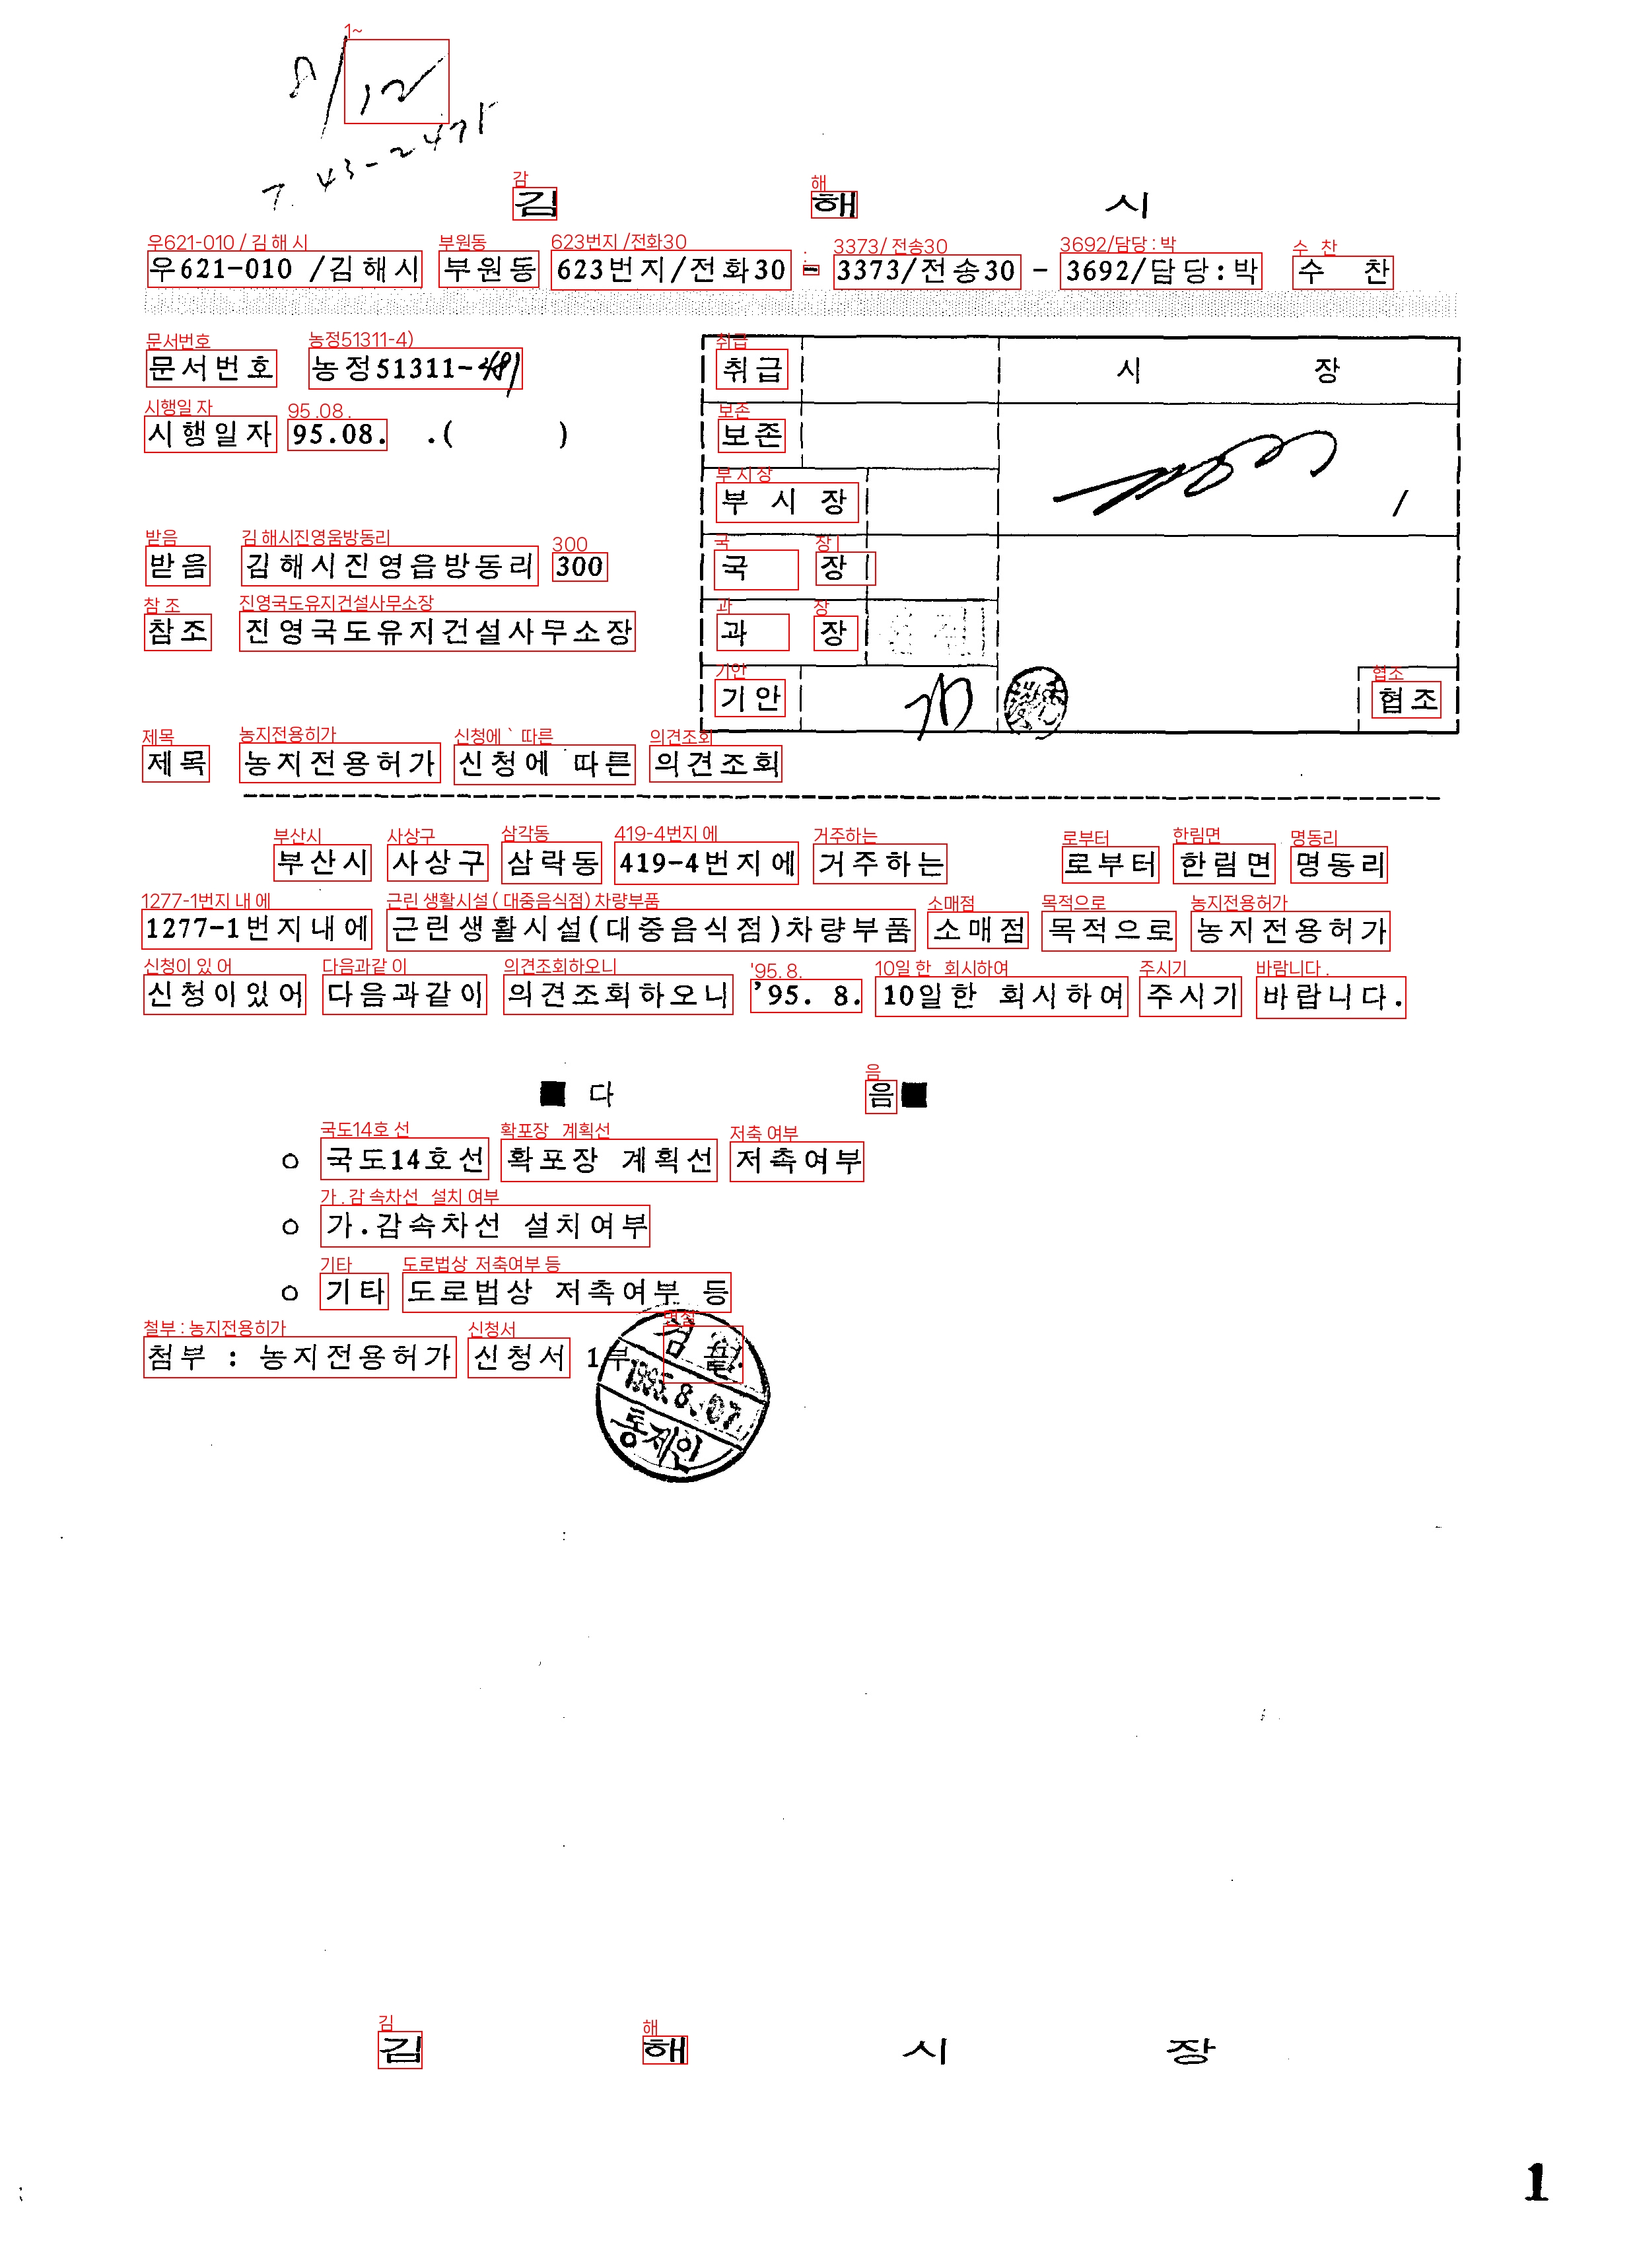 8/12
T. 43-2475
김 해 시
우621-010 /김해시 부원동 623번지/전화30 - 3373/전송30 - 3692/담당:박 수 찬
문서번호 농정51311-481
시행일자 95.08. .( )
받음 김해시진영읍방동리 300
참조 진영국도유지건설사무소장
취급 시 장
보존
부 시 장
국 장
과 장
기안 협조
제목 농지전용허가 신청에 따른 의견조회
부산시 사상구 삼락동 419-4번지에 거주하는 로부터 한림면 명동리
1277-1번지내에 근린생활시설(대중음식점)차량부품 소매점 목적으로 농지전용허가
신청이있어 다음과같이 의견조회하오니 '95. 8. 10일한 회시하여 주시기 바랍니다.
■ 다 음■
o 국도14호선 확포장 계획선 저촉여부
o 가.감속차선 설치여부
o 기타 도로법상 저촉여부 등
첨부 : 농지전용허가 신청서 1부. 끝.
1995.8.07
통제인
김 해 시 장
1